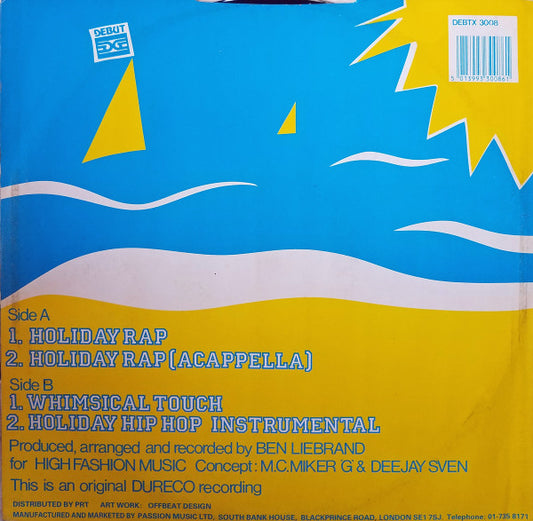 DEBUT
EDGE
DEBTX 3008
5 013993 300861
Side A
1. HOLIDAY RAP
2. HOLIDAY RAP (ACAPPELLA)
Side B
1. WHIMSICAL TOUCH
2. HOLIDAY HIP HOP INSTRUMENTAL
Produced, arranged and recorded by BEN LIEBRAND
for HIGH FASHION MUSIC Concept: M.C. MIKER G & DEEJAY SVEN
This is an original DURECO recording
DISTRIBUTED BY PRT ART WORK: OFFBEAT DESIGN
MANUFACTURED AND MARKETED BY PASSION MUSIC LTD, SOUTH BANK HOUSE, BLACKPRINCE ROAD, LONDON SE1 7SJ. Telephone: 01-735 8171